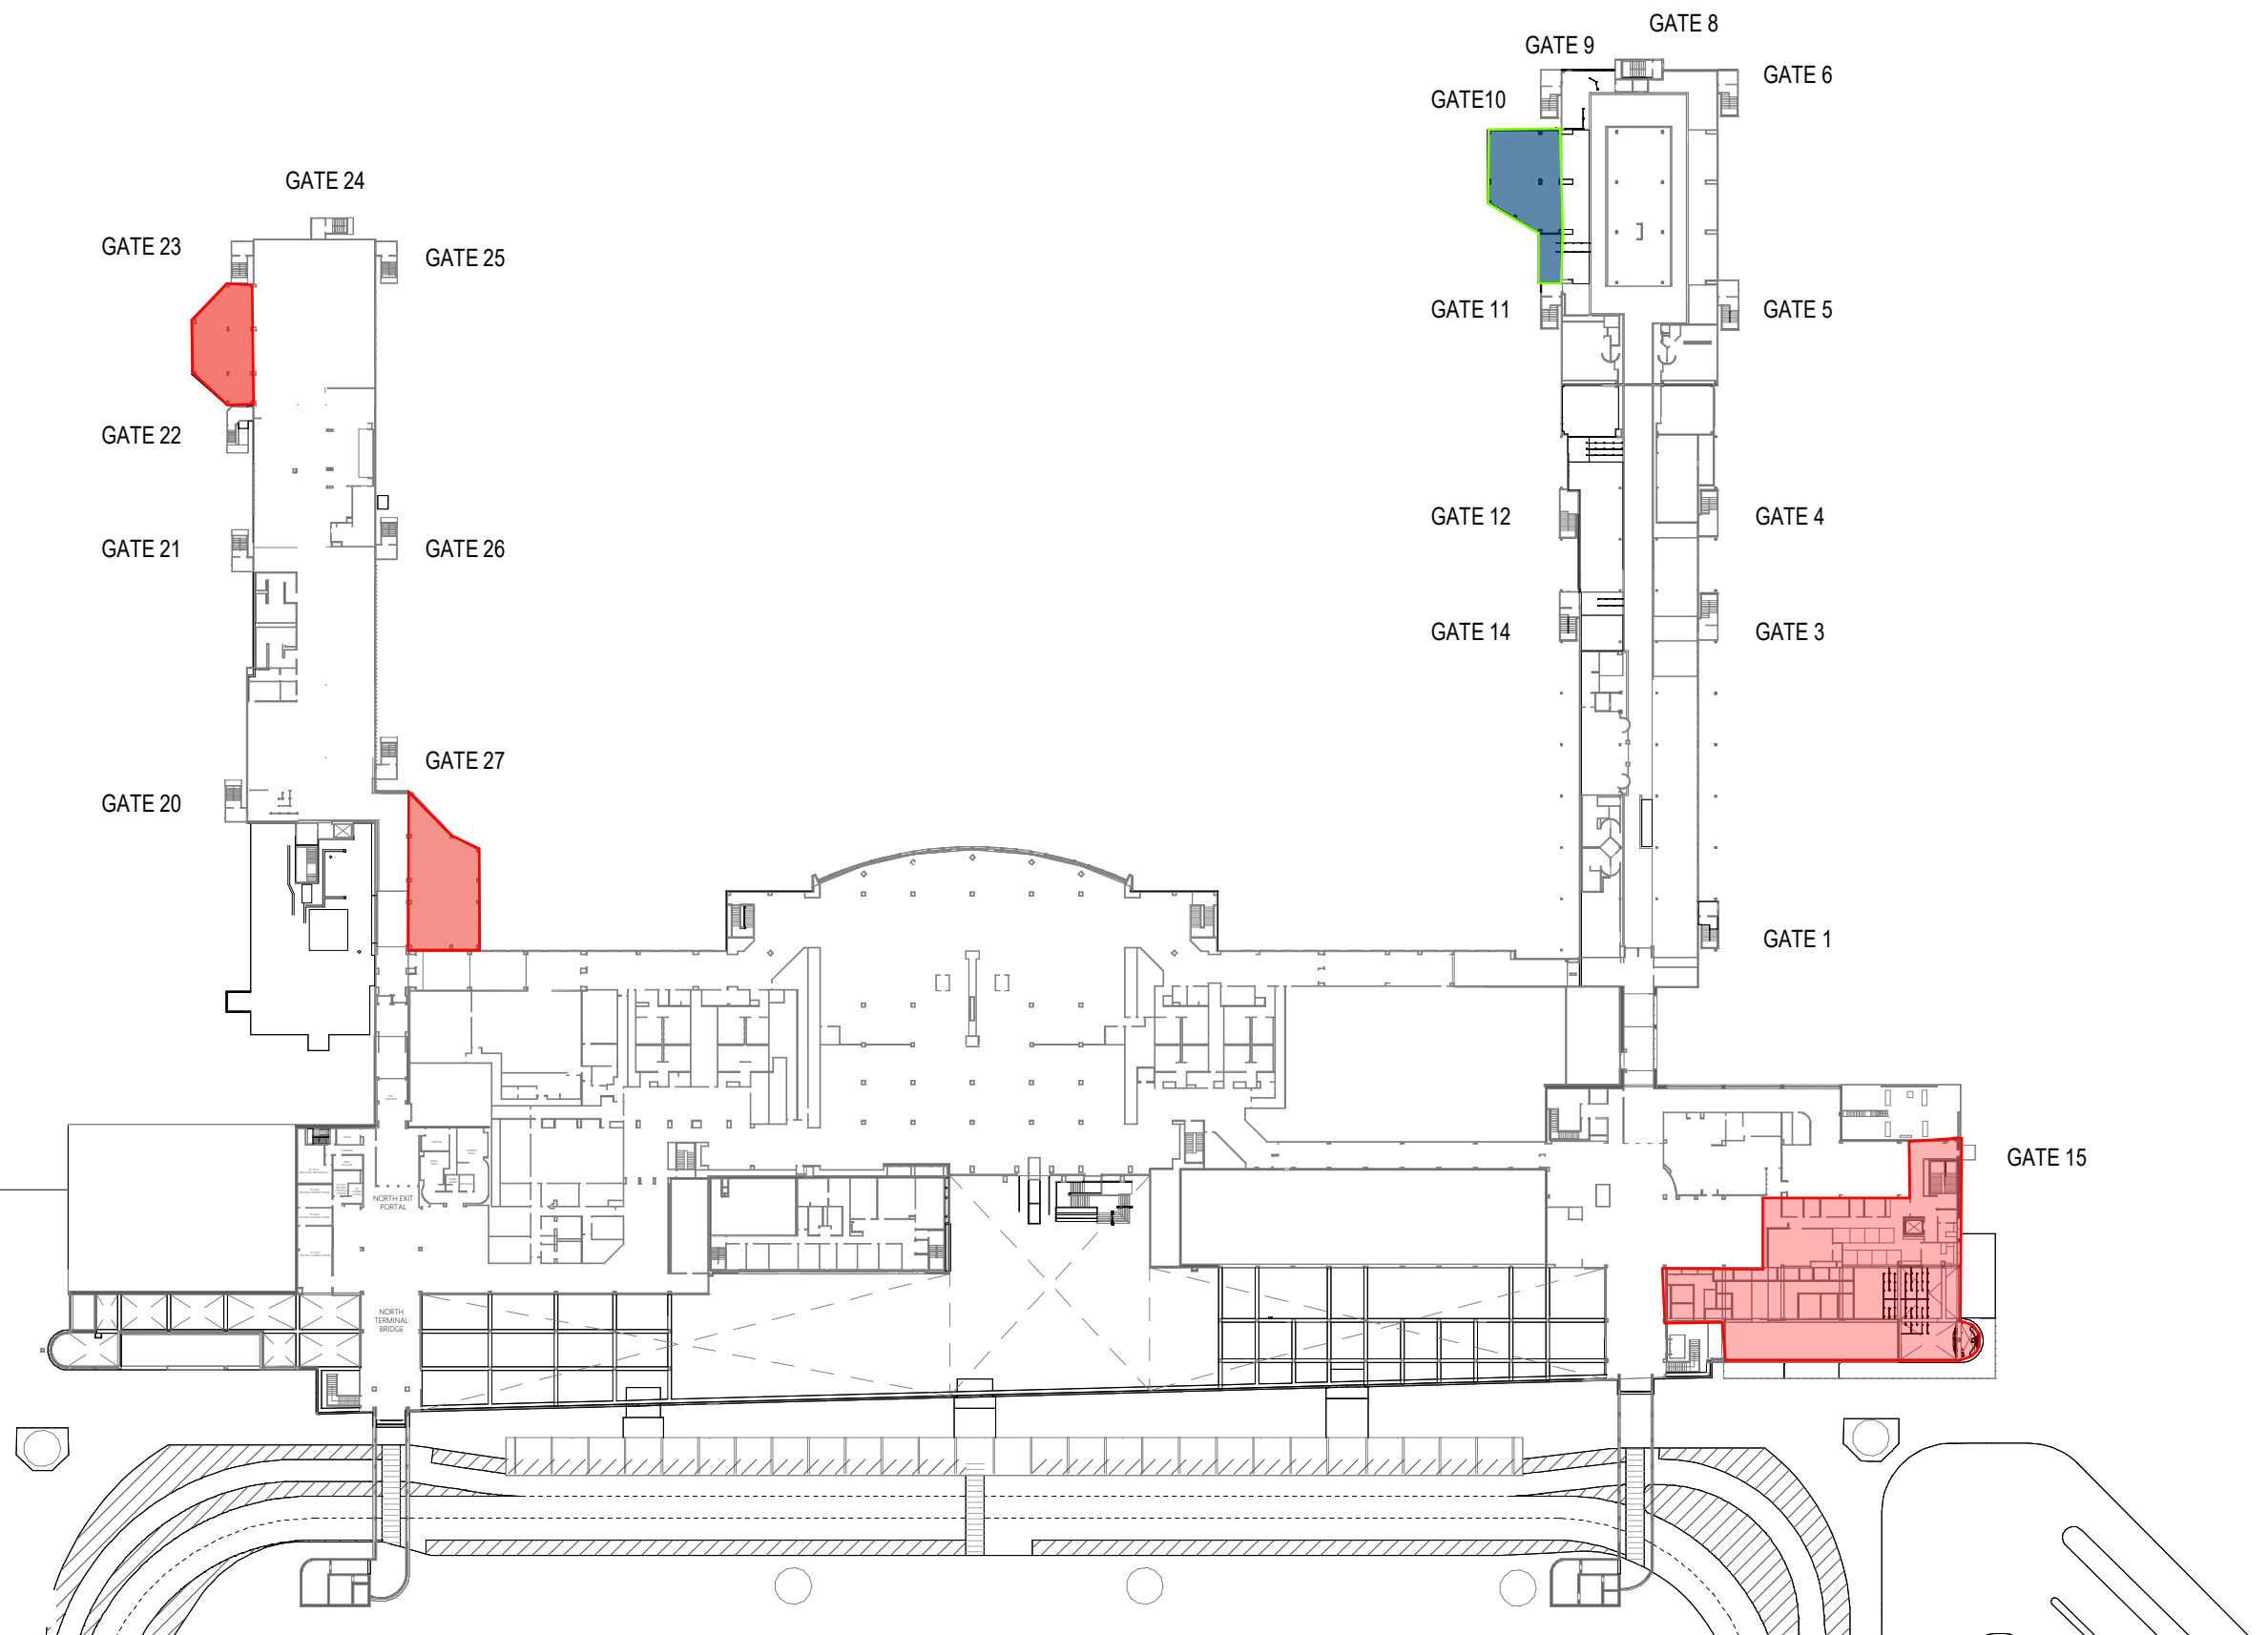 GATE 8
GATE 9
GATE 6
GATE10
GATE 24
GATE 23
GATE 25
GATE 11
GATE 5
GATE 22
GATE 12
GATE 4
GATE 21
GATE 26
GATE 14
GATE 3
GATE 27
GATE 20
GATE 1
GATE 15
NORTH EXIT
PORTAL
NORTH
TERMINAL
BRIDGE